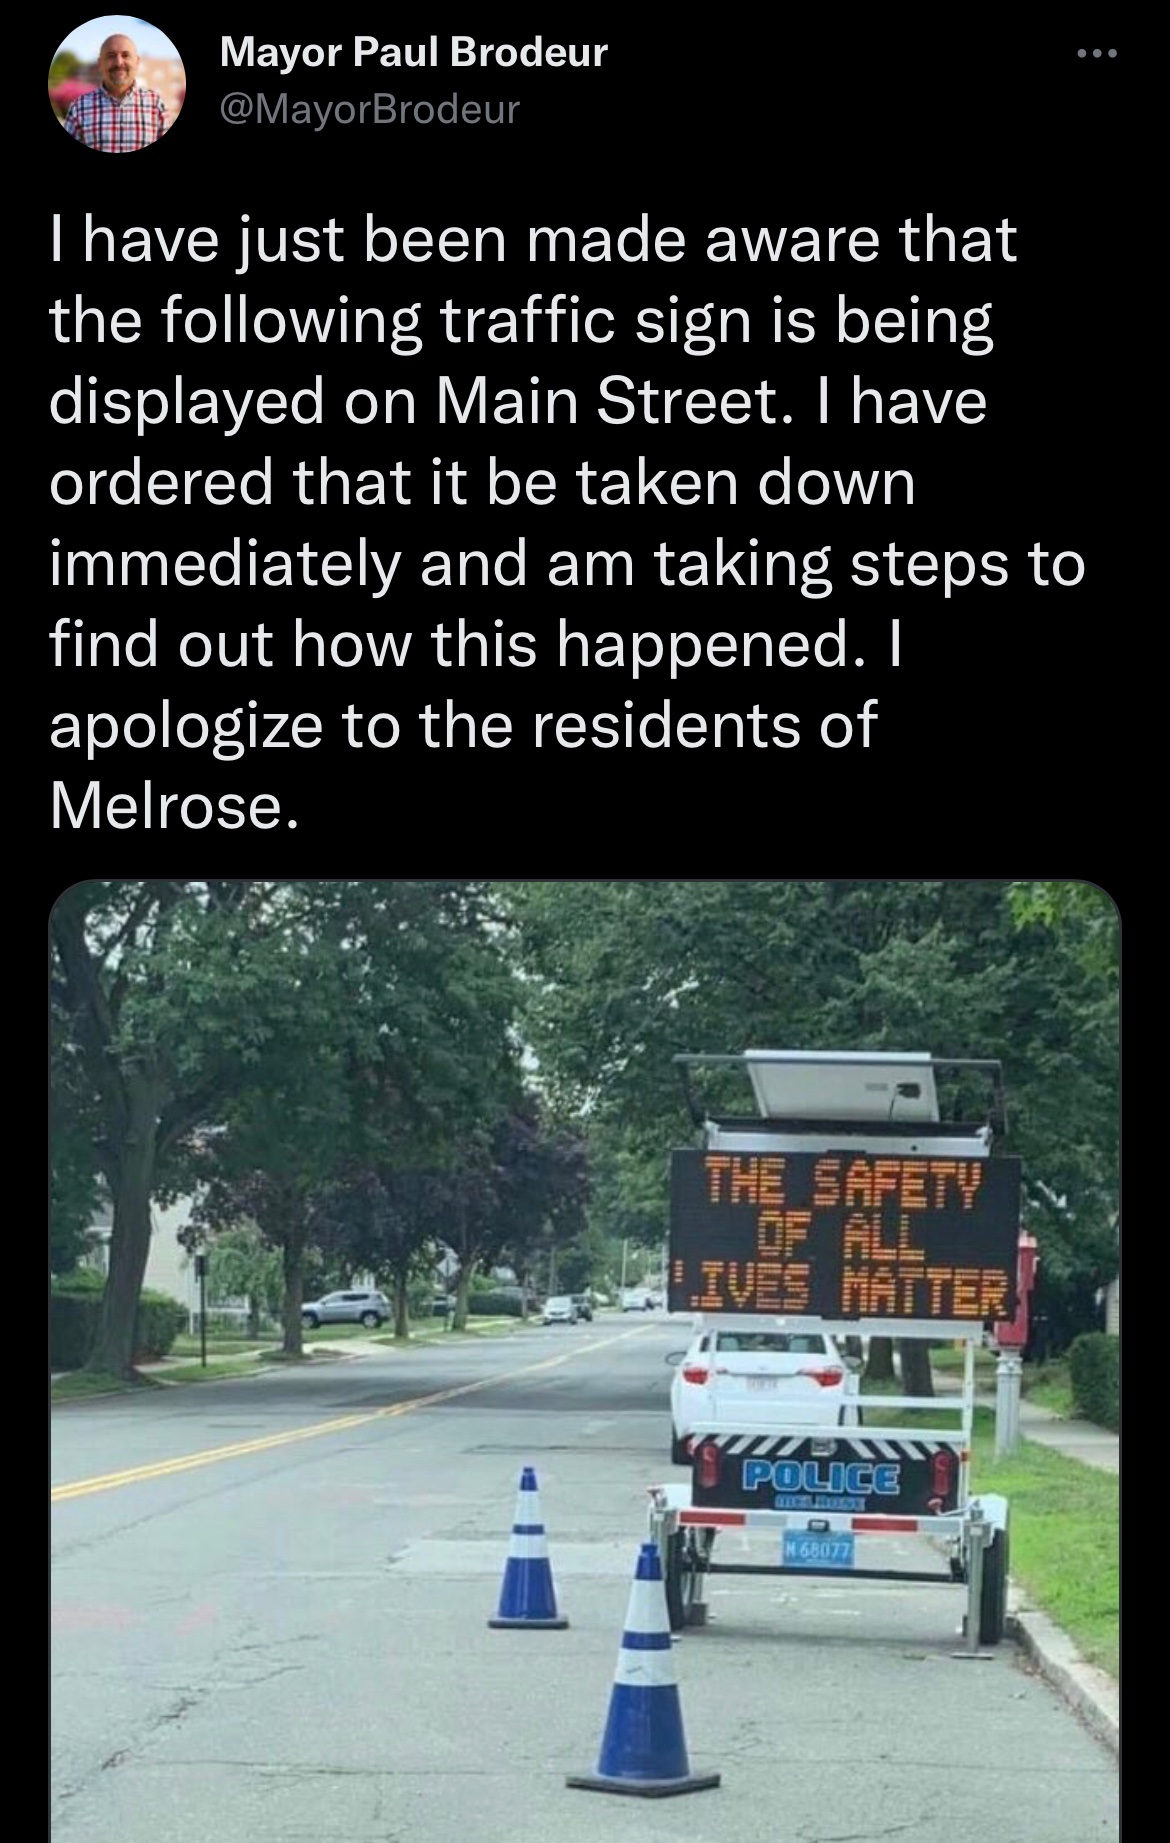 Mayor Paul Brodeur
@MayorBrodeur
I have just been made aware that
the following traffic sign is being
displayed on Main Street. I have
ordered that it be taken down
immediately and am taking steps to
find out how this happened. I
apologize to the residents of
Melrose.
THE SAFETY
OF ALL
LIVES MATTER
POLICE
MELROSE
M 68077